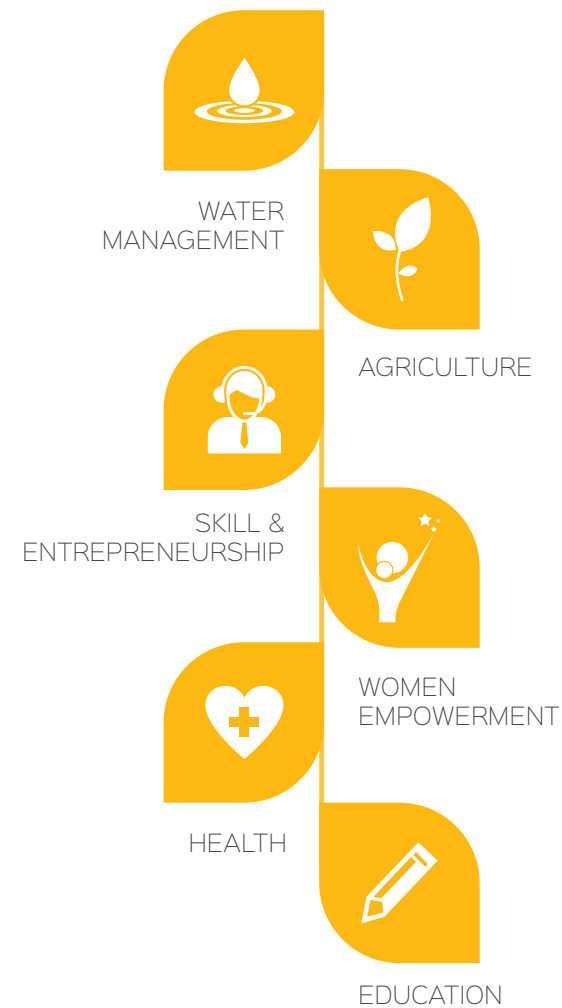 WATER
MANAGEMENT
AGRICULTURE
SKILL &
ENTREPRENEURSHIP
WOMEN
EMPOWERMENT
HEALTH
EDUCATION